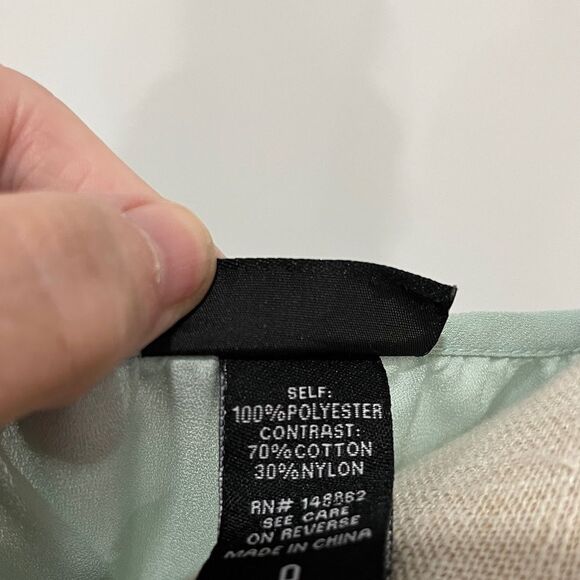 SELF:
100%POLYESTER
CONTRAST:
70%COTTON
30%NYLON
RN# 148862
SEE CARE
ON REVERSE
MADE IN CHINA